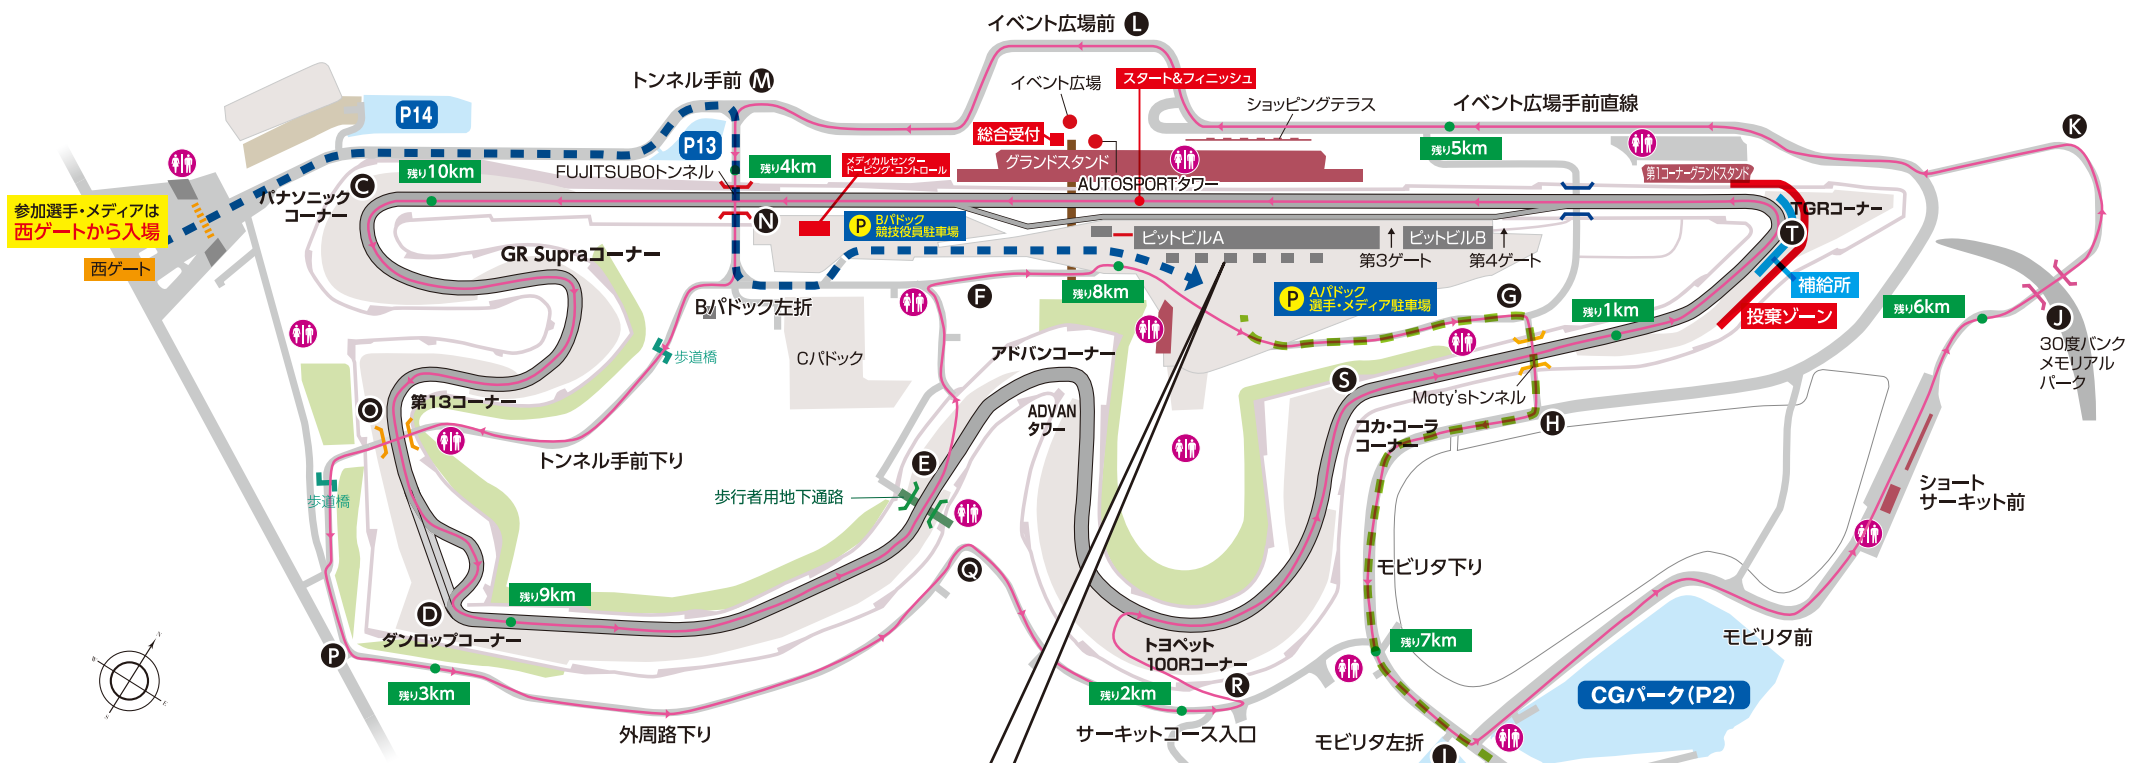 イベント広場前 L
トンネル手前 M
イベント広場
スタート&フィニッシュ
ショッピングテラス
イベント広場手前直線
K
P14
P13
総合受付
グランドスタンド
残り5km
残り4km
メディカルセンター
ドーピング・コントロール
残り10km
FUJITSUBOトンネル
AUTOSPORTタワー
第1コーナーグランドスタンド
C
パナソニック
コーナー
TGRコーナー
参加選手・メディアは
西ゲートから入場
西ゲート
N
P
Bパドック
競技役員駐車場
ピットビルA
ピットビルB
T
GR Supraコーナー
第3ゲート
第4ゲート
補給所
残り8km
F
P
Aパドック
選手・メディア駐車場
G
残り1km
残り6km
投棄ゾーン
J
Bパドック左折
30度バンク
メモリアル
パーク
歩道橋
Cパドック
アドバンコーナー
S
Moty'sトンネル
O
第13コーナー
ADVAN
タワー
コカ・コーラ
コーナー
H
トンネル手前下り
E
歩行者用地下通路
歩道橋
ショート
サーキット前
Q
モビリタ下り
残り9km
D
ダンロップコーナー
トヨペット
100Rコーナー
残り7km
モビリタ前
P
残り3km
残り2km
R
CGパーク(P2)
外周路下り
サーキットコース入口
モビリタ左折
I
N
B
S
E